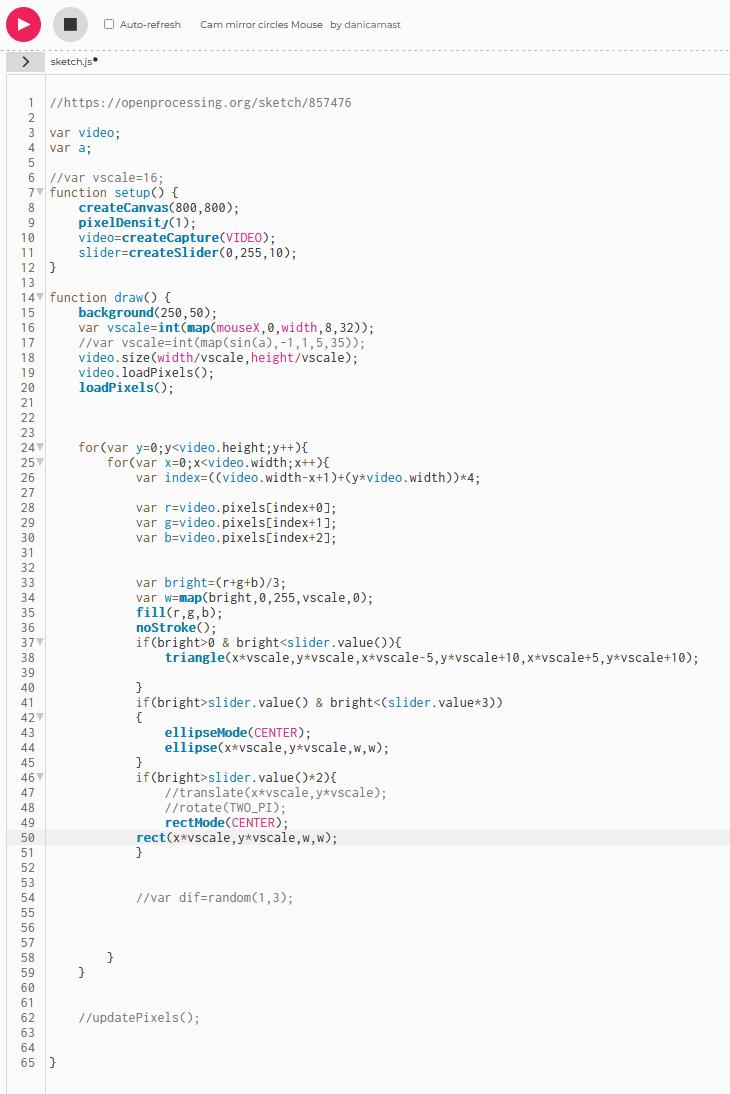 Auto-refresh Cam mirror circles Mouse by danicamast
sketch.js●
1 //https://openprocessing.org/sketch/857476
2
3 var video;
4 var a;
5
6 //var vscale=16;
7 function setup() {
8 createCanvas(800,800);
9 pixelDensity(1);
10 video=createCapture(VIDEO);
11 slider=createSlider(0,255,10);
12 }
13
14 function draw() {
15 background(250,50);
16 var vscale=int(map(mouseX,0,width,8,32));
17 //var vscale=int(map(sin(a),-1,1,5,35));
18 video.size(width/vscale,height/vscale);
19 video.loadPixels();
20 loadPixels();
21
22
23
24 for(var y=0;y<video.height;y++){
25 for(var x=0;x<video.width;x++){
26 var index=((video.width-x+1)+(y*video.width))*4;
27
28 var r=video.pixels[index+0];
29 var g=video.pixels[index+1];
30 var b=video.pixels[index+2];
31
32
33 var bright=(r+g+b)/3;
34 var w=map(bright,0,255,vscale,0);
35 fill(r,g,b);
36 noStroke();
37 if(bright>0 & bright<slider.value()){
38 triangle(x*vscale,y*vscale,x*vscale-5,y*vscale+10,x*vscale+5,y*vscale+10);
39
40 }
41 if(bright>slider.value() & bright<(slider.value*3))
42 {
43 ellipseMode(CENTER);
44 ellipse(x*vscale,y*vscale,w,w);
45 }
46 if(bright>slider.value()*2){
47 //translate(x*vscale,y*vscale);
48 //rotate(TWO_PI);
49 rectMode(CENTER);
50 rect(x*vscale,y*vscale,w,w);
51 }
52
53
54 //var dif=random(1,3);
55
56
57
58 }
59 }
60
61
62 //updatePixels();
63
64
65 }